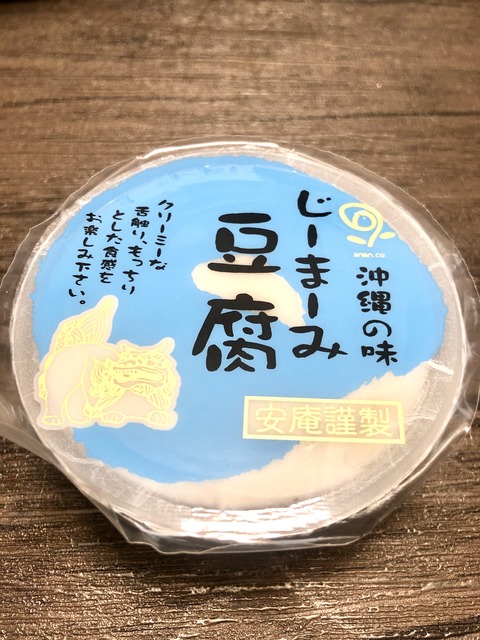 沖縄の味
じーまーみ
豆腐
クリーミーな
舌触り、もっちり
とした食感を
お楽しみ下さい。
安庵謹製